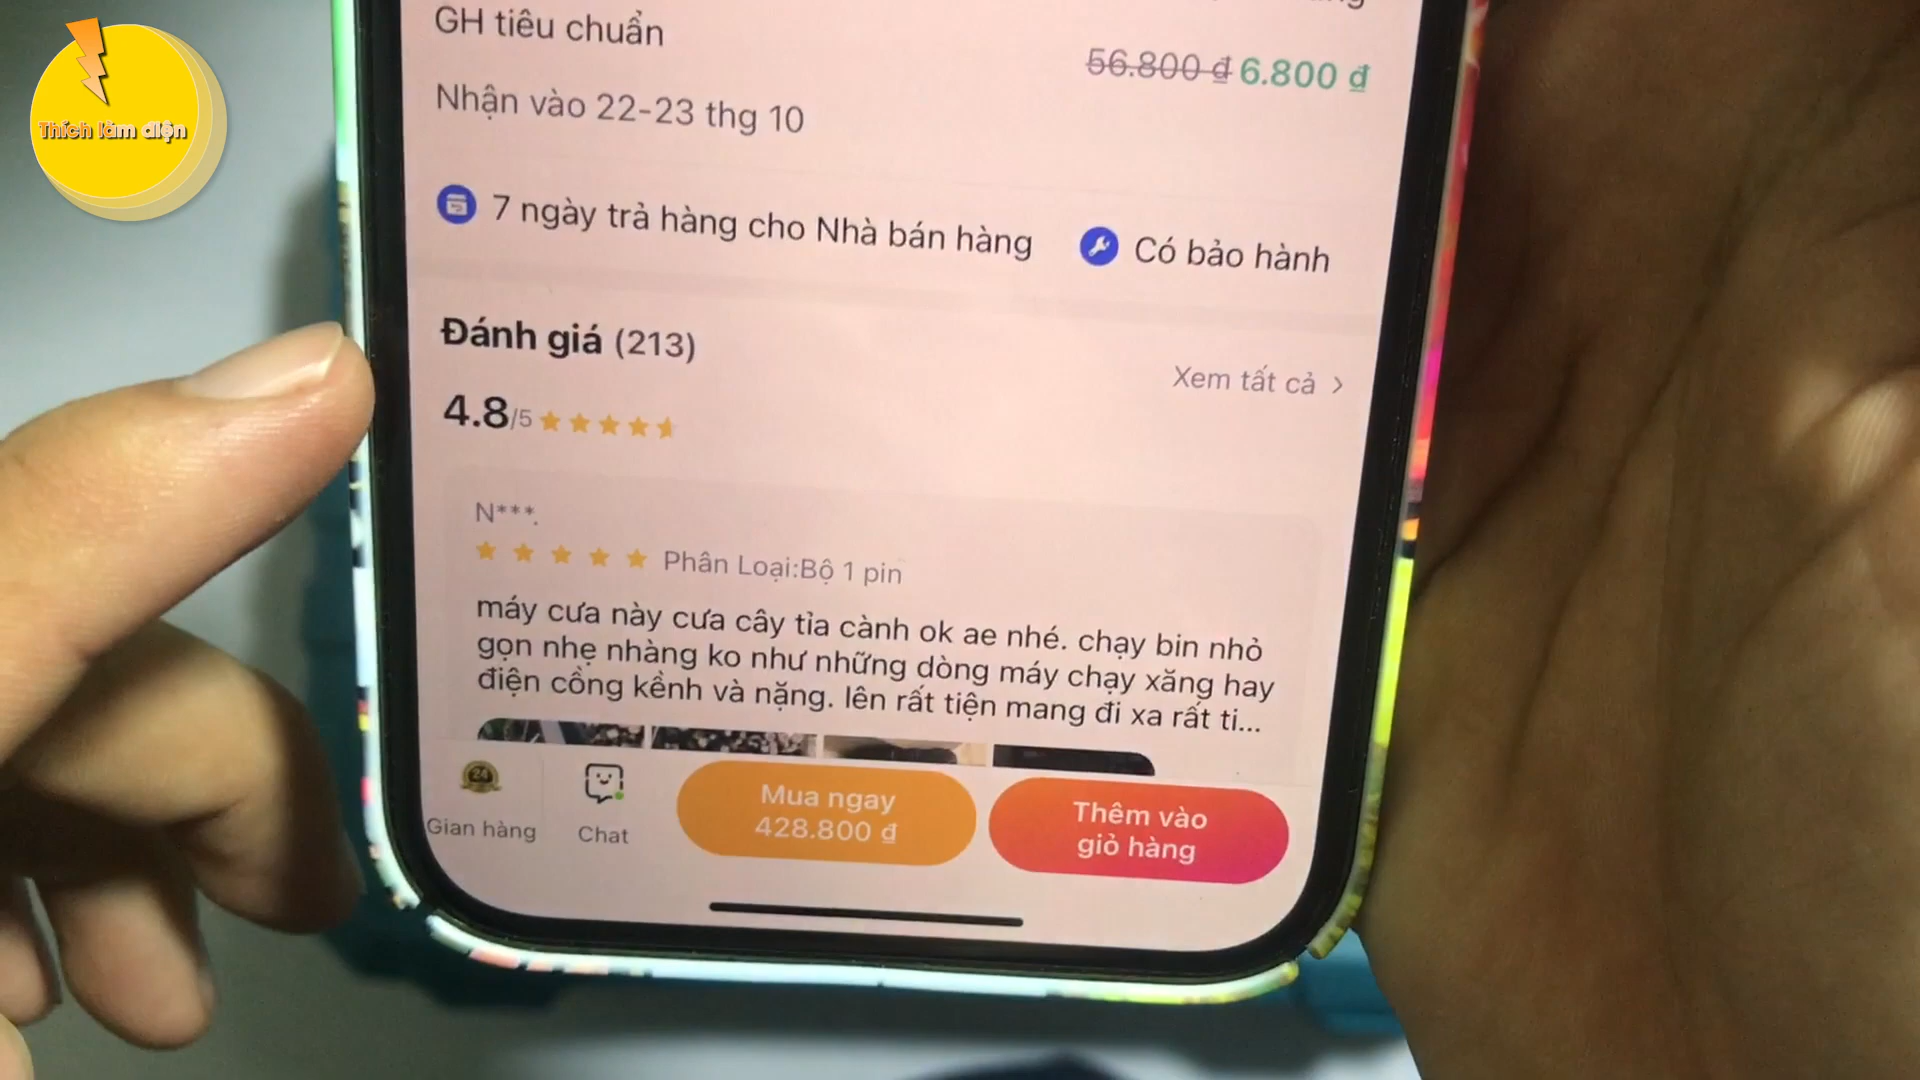 Thích làm điện
GH tiêu chuẩn
56.800 ₫ 6.800 ₫
Nhận vào 22-23 thg 10
7 ngày trả hàng cho Nhà bán hàng
Có bảo hành
Đánh giá (213)
Xem tất cả >
4.8/5
N***.
Phân Loại:Bộ 1 pin
máy cưa này cưa cây tỉa cành ok ae nhé. chạy bin nhỏ
gọn nhẹ nhàng ko như những dòng máy chạy xăng hay
điện cồng kềnh và nặng. lên rất tiện mang đi xa rất ti...
24
Gian hàng
Chat
Mua ngay
428.800 ₫
Thêm vào
giỏ hàng